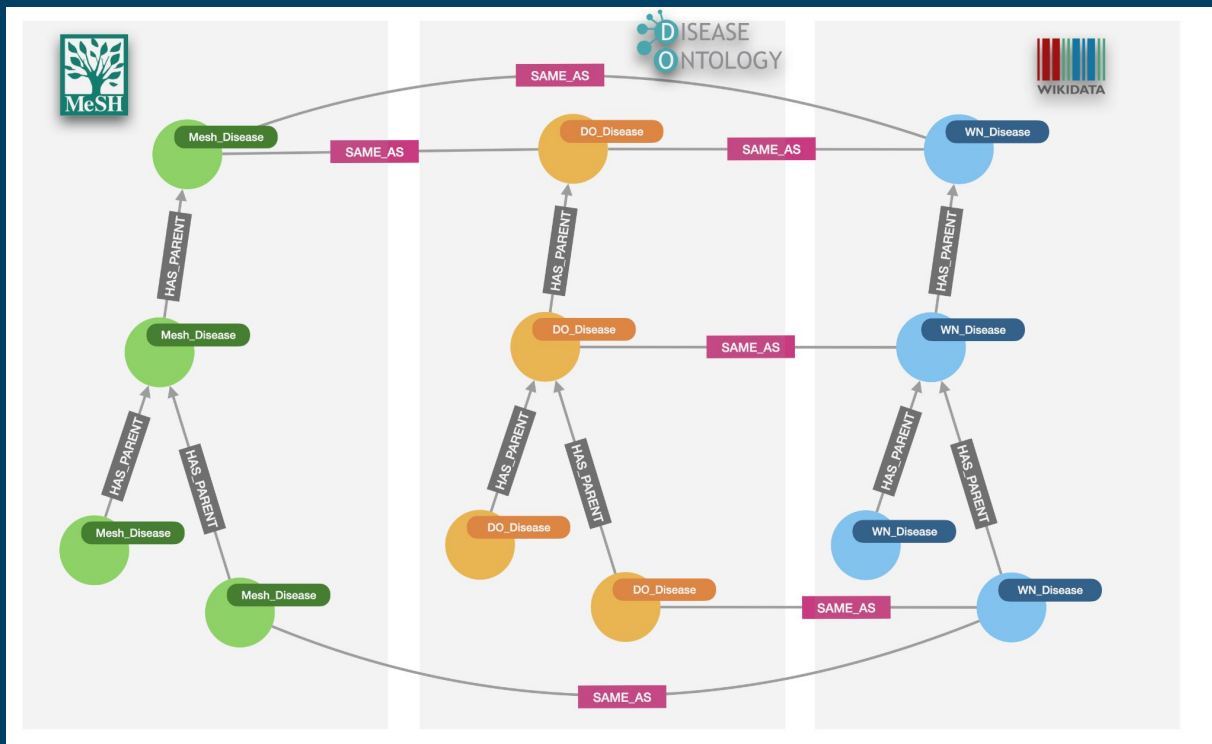 MeSH
DISEASE
ONTOLOGY
WIKIDATA
SAME_AS
Mesh_Disease
DO_Disease
WN_Disease
SAME_AS
SAME_AS
HAS_PARENT
HAS_PARENT
HAS_PARENT
Mesh_Disease
DO_Disease
WN_Disease
SAME_AS
HAS_PARENT
HAS_PARENT
HAS_PARENT
HAS_PARENT
HAS_PARENT
HAS_PARENT
Mesh_Disease
DO_Disease
WN_Disease
Mesh_Disease
DO_Disease
WN_Disease
SAME_AS
SAME_AS